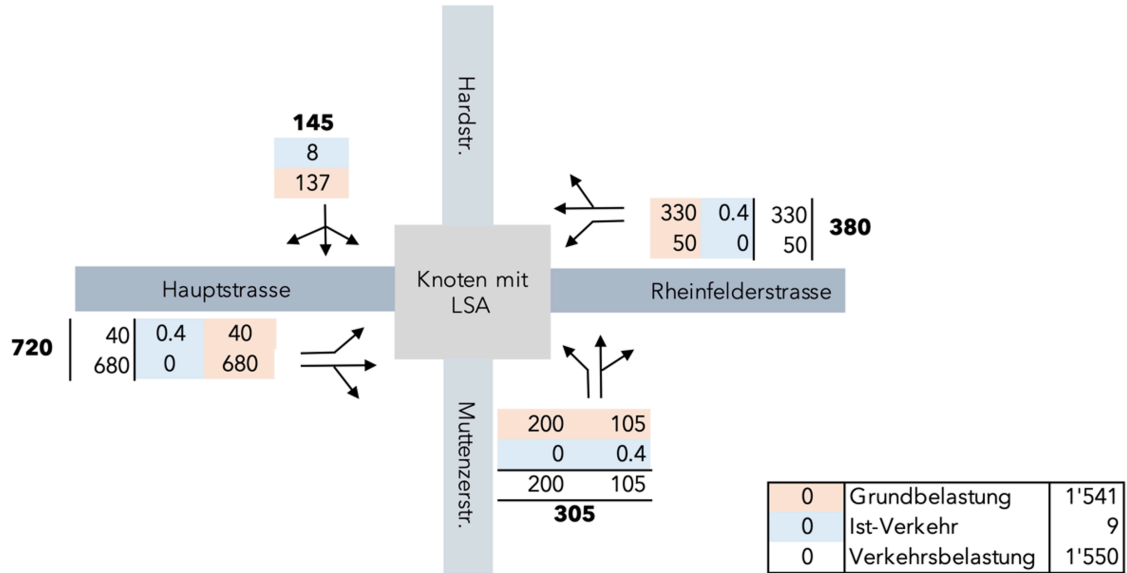 Hardstr.
145
8
137
330 0.4 330
50 0 50
380
Hauptstrasse
Knoten mit
LSA
Rheinfelderstrasse
720
40 0.4 40
680 0 680
Muttenzerstr.
200 105
0 0.4
200 105
305
0 Grundbelastung 1'541
0 Ist-Verkehr 9
0 Verkehrsbelastung 1'550